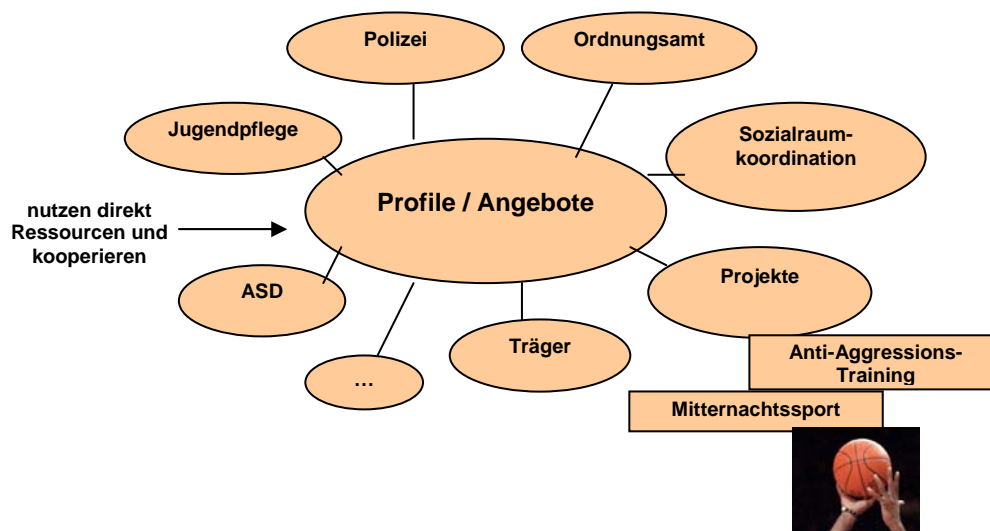 Polizei
Ordnungsamt
Jugendpflege
Sozialraum-
koordination
Profile / Angebote
nutzen direkt
Ressourcen und
kooperieren
ASD
Projekte
Träger
...
Anti-Aggressions-
Training
Mitternachtssport